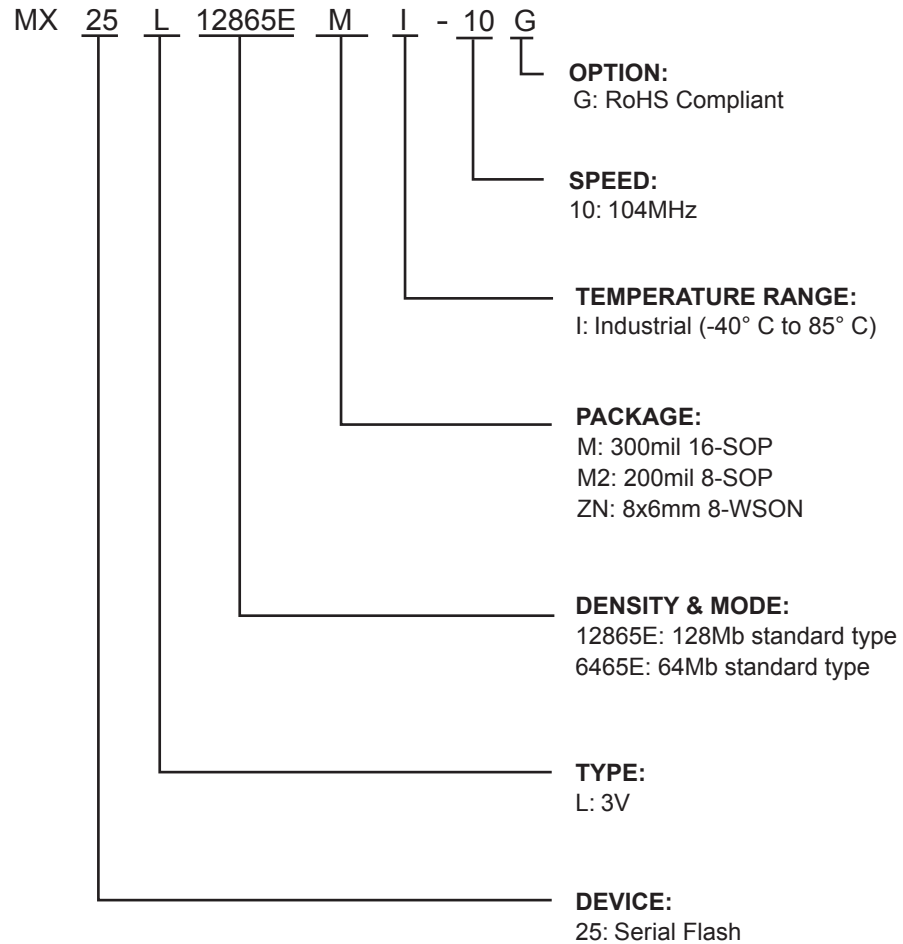 MX 25 L 12865E M I - 10 G
OPTION:
G: RoHS Compliant
SPEED:
10: 104MHz
TEMPERATURE RANGE:
I: Industrial (-40° C to 85° C)
PACKAGE:
M: 300mil 16-SOP
M2: 200mil 8-SOP
ZN: 8x6mm 8-WSON
DENSITY & MODE:
12865E: 128Mb standard type
6465E: 64Mb standard type
TYPE:
L: 3V
DEVICE:
25: Serial Flash